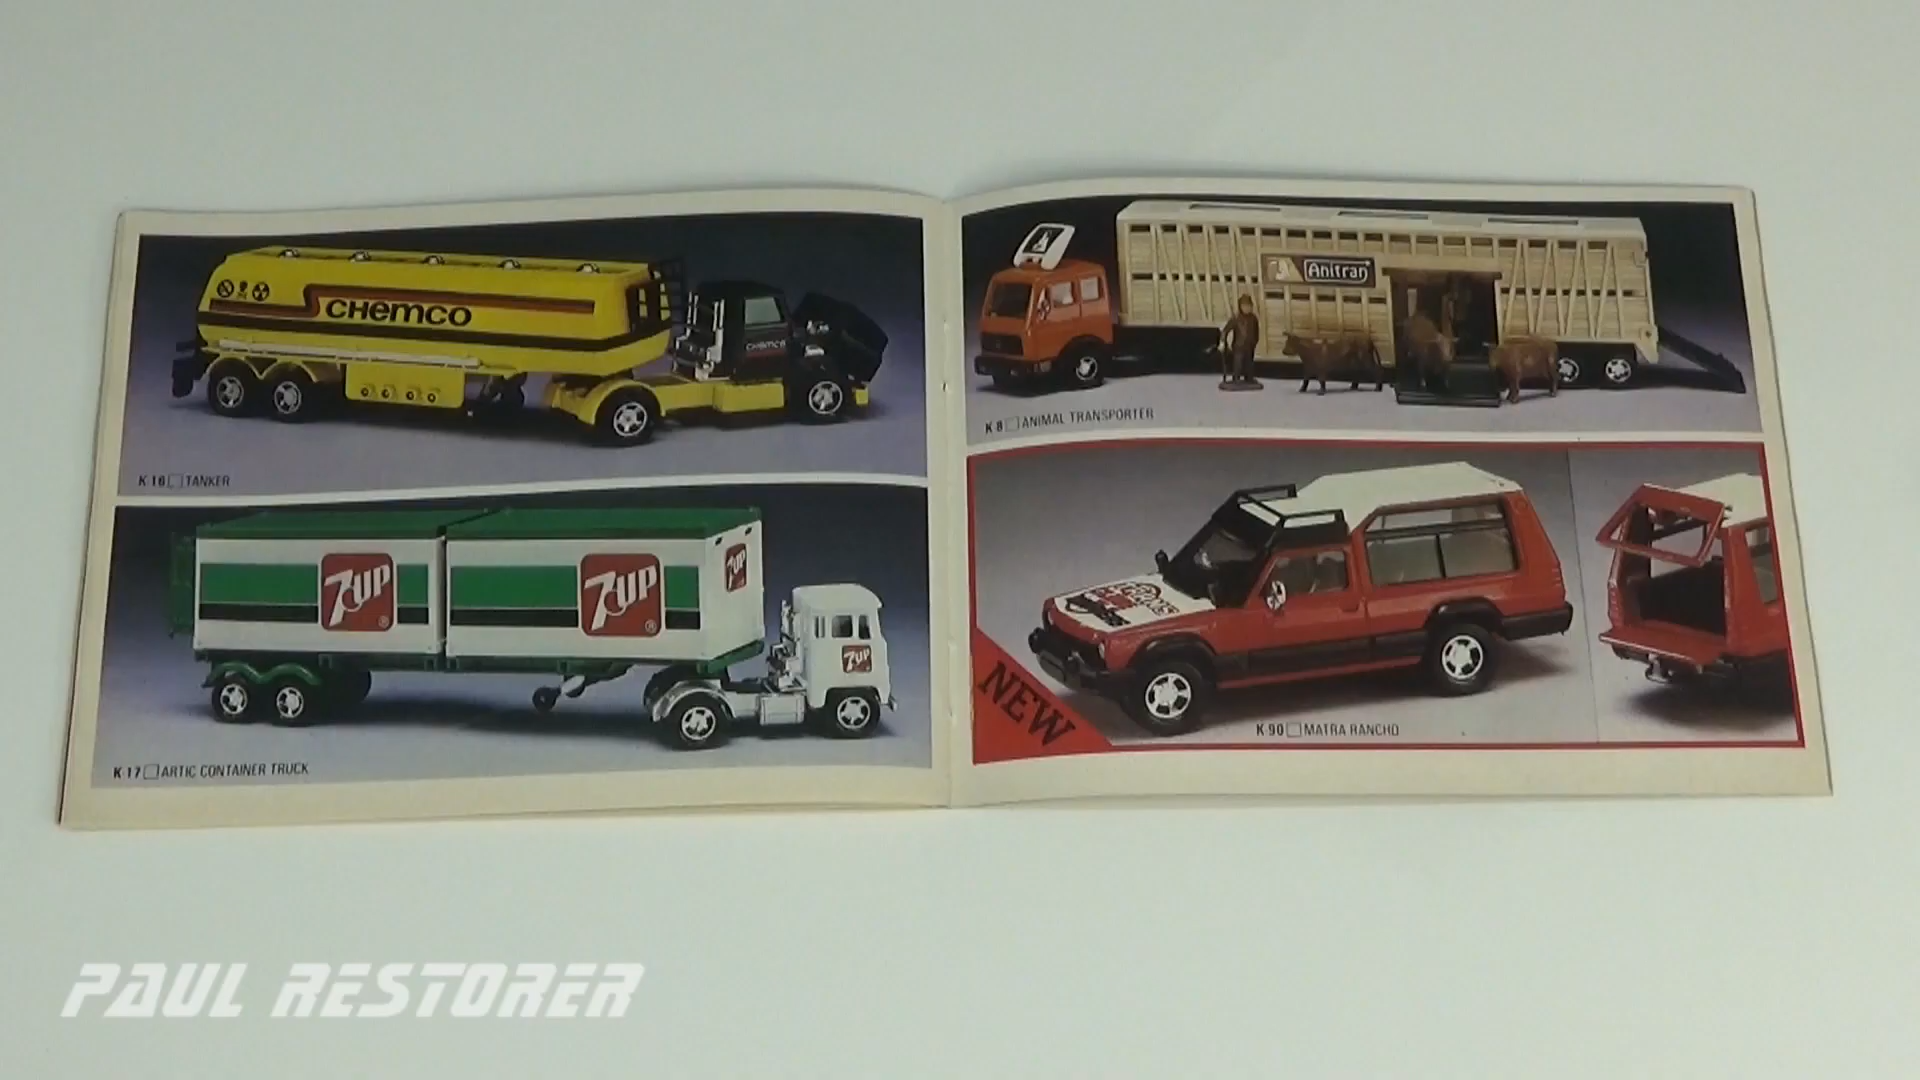 CHEMCO
CHEMCO
K-16 TANKER
7UP
®
7UP
®
7UP
7UP
K-17 ARTIC CONTAINER TRUCK
Anitran
K-8 ANIMAL TRANSPORTER
NEW
K-90 MATRA RANCHO
PAUL RESTORER